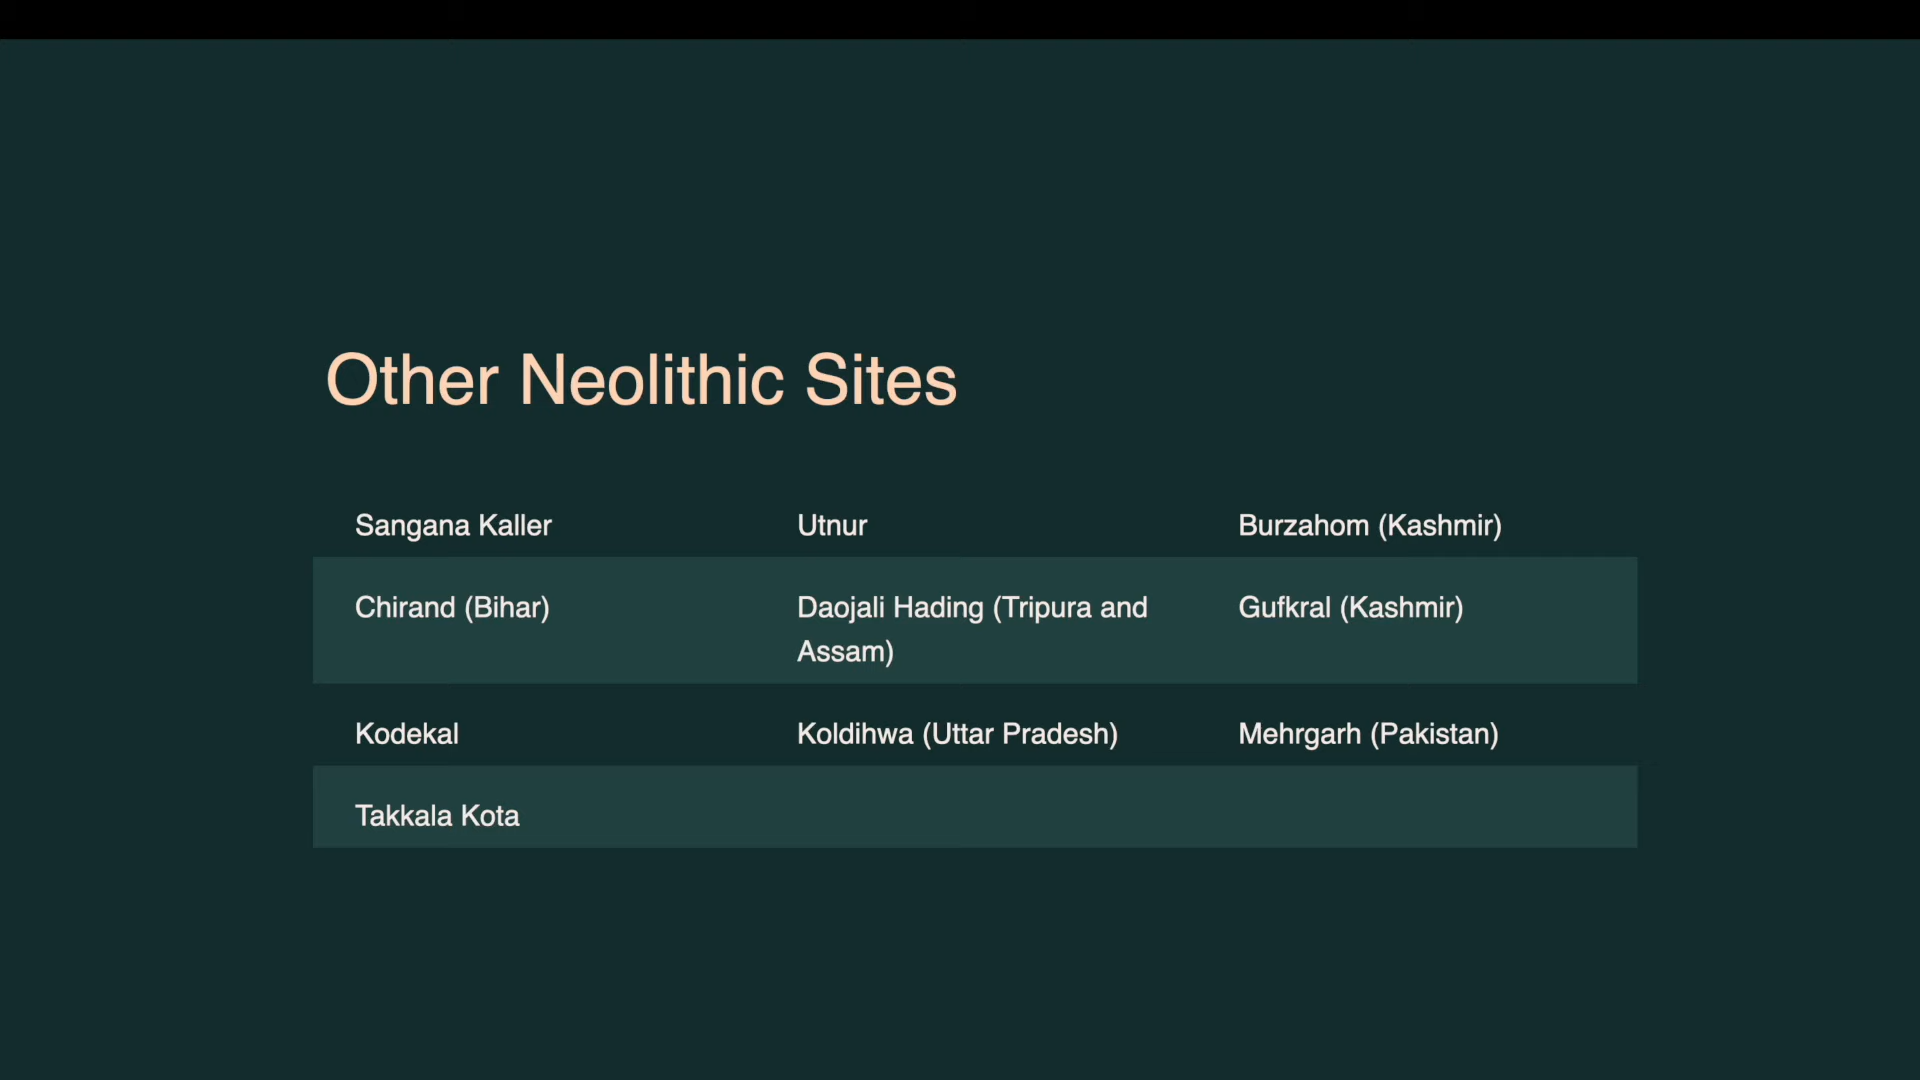 Other Neolithic Sites
Sangana Kaller
Utnur
Burzahom (Kashmir)
Chirand (Bihar)
Daojali Hading (Tripura and
Assam)
Gufkral (Kashmir)
Kodekal
Koldihwa (Uttar Pradesh)
Mehrgarh (Pakistan)
Takkala Kota